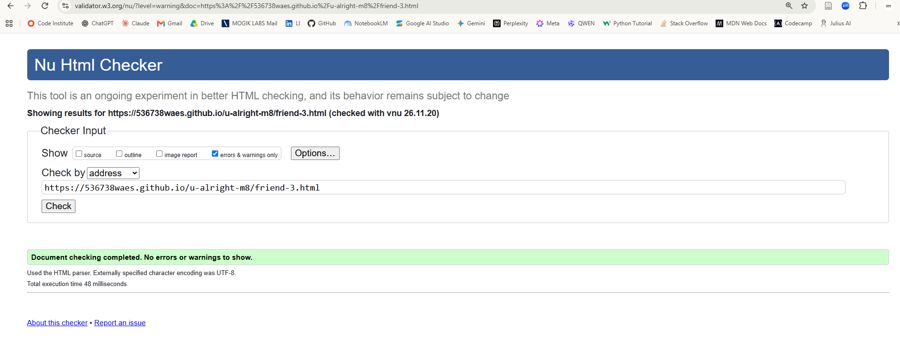 validator.w3.org/nu/?level=warning&doc=https%3A%2F%2F536738waes.github.io%2Fu-alright-m8%2Ffriend-3.html
Code Institute ChatGPT Claude Gmail Drive MOGIK LABS Mail LI GitHub NotebookLM Google AI Studio Gemini Perplexity Meta QWEN Python Tutorial Stack Overflow MDN Web Docs Codecamp Julius AI
Nu Html Checker
This tool is an ongoing experiment in better HTML checking, and its behavior remains subject to change
Showing results for https://536738waes.github.io/u-alright-m8/friend-3.html (checked with vnu 26.11.20)
Checker Input
Show source outline image report errors & warnings only Options...
Check by address
https://536738waes.github.io/u-alright-m8/friend-3.html
Check
Document checking completed. No errors or warnings to show.
Used the HTML parser. Externally specified character encoding was UTF-8.
Total execution time 48 milliseconds.
About this checker • Report an issue